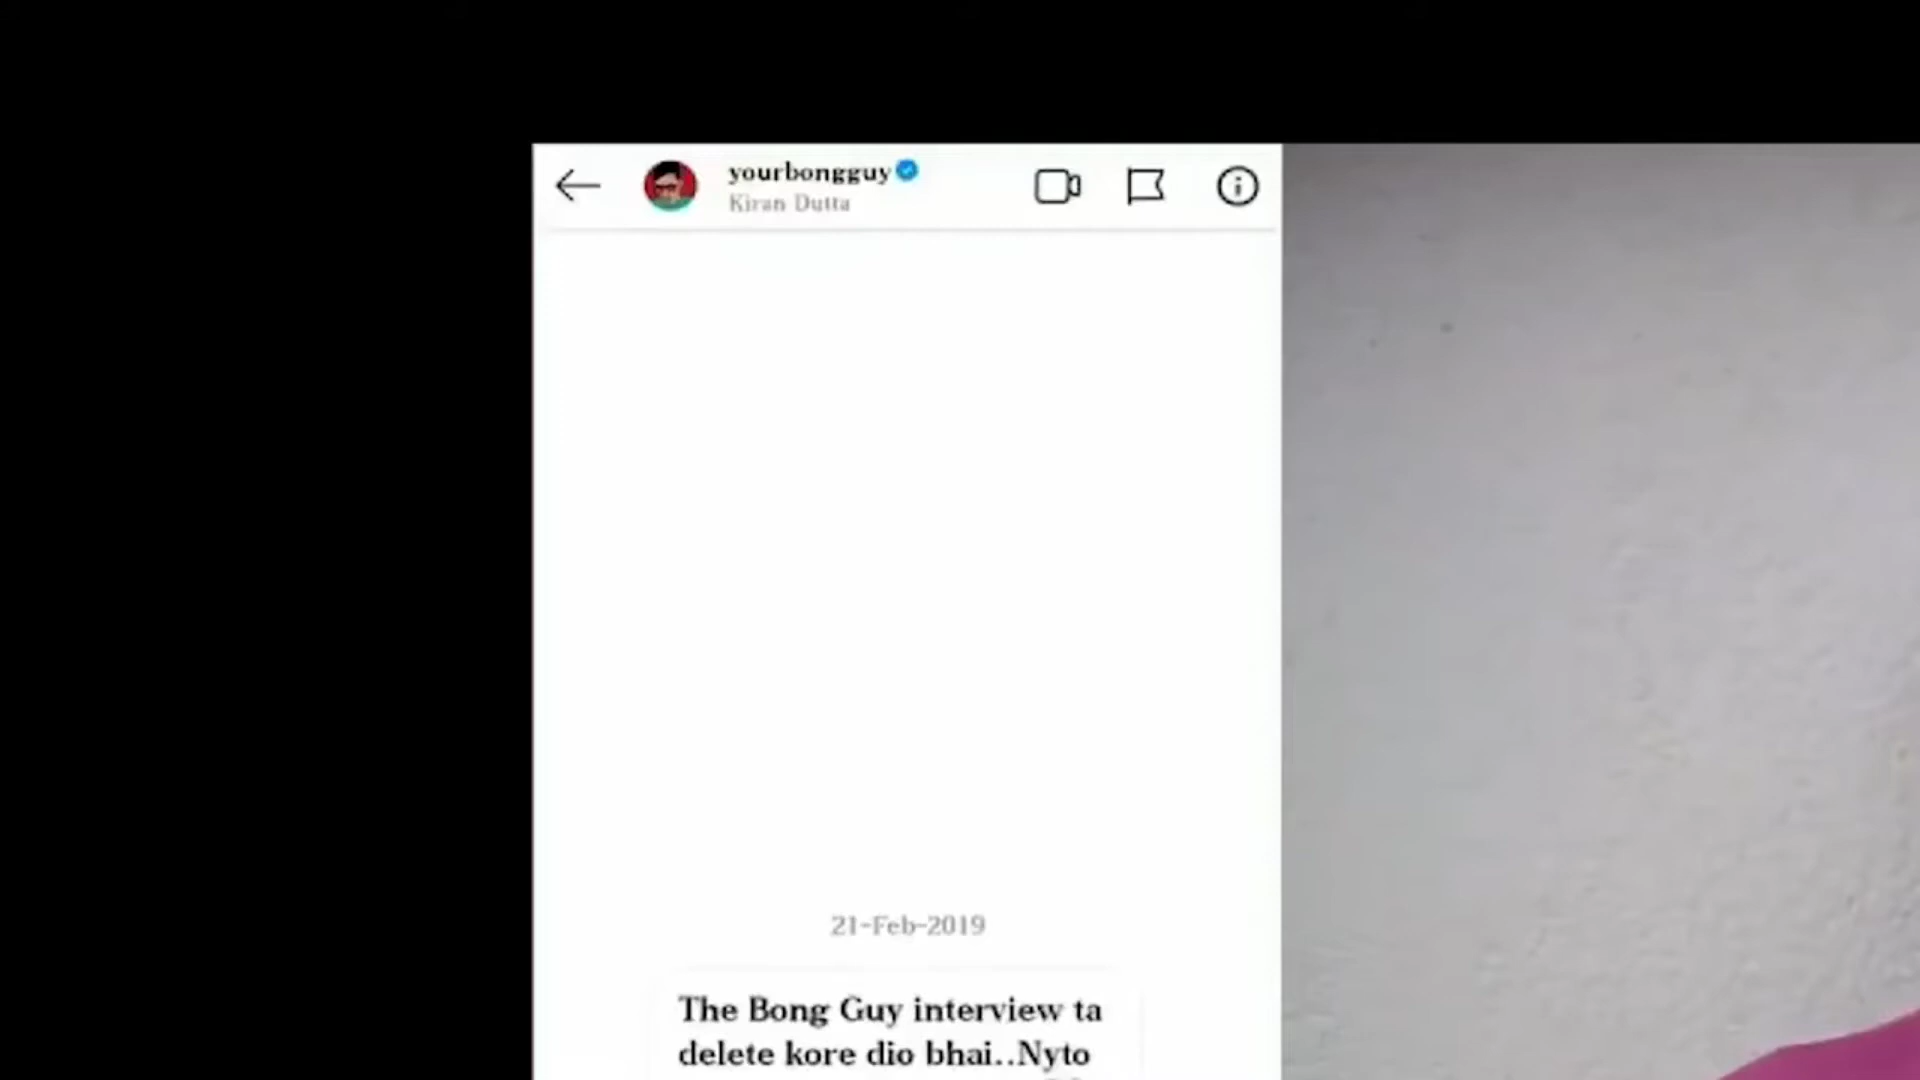 yourbongguy
Kiran Dutta
21-Feb-2019
The Bong Guy interview ta
delete kore dio bhai..Nyto